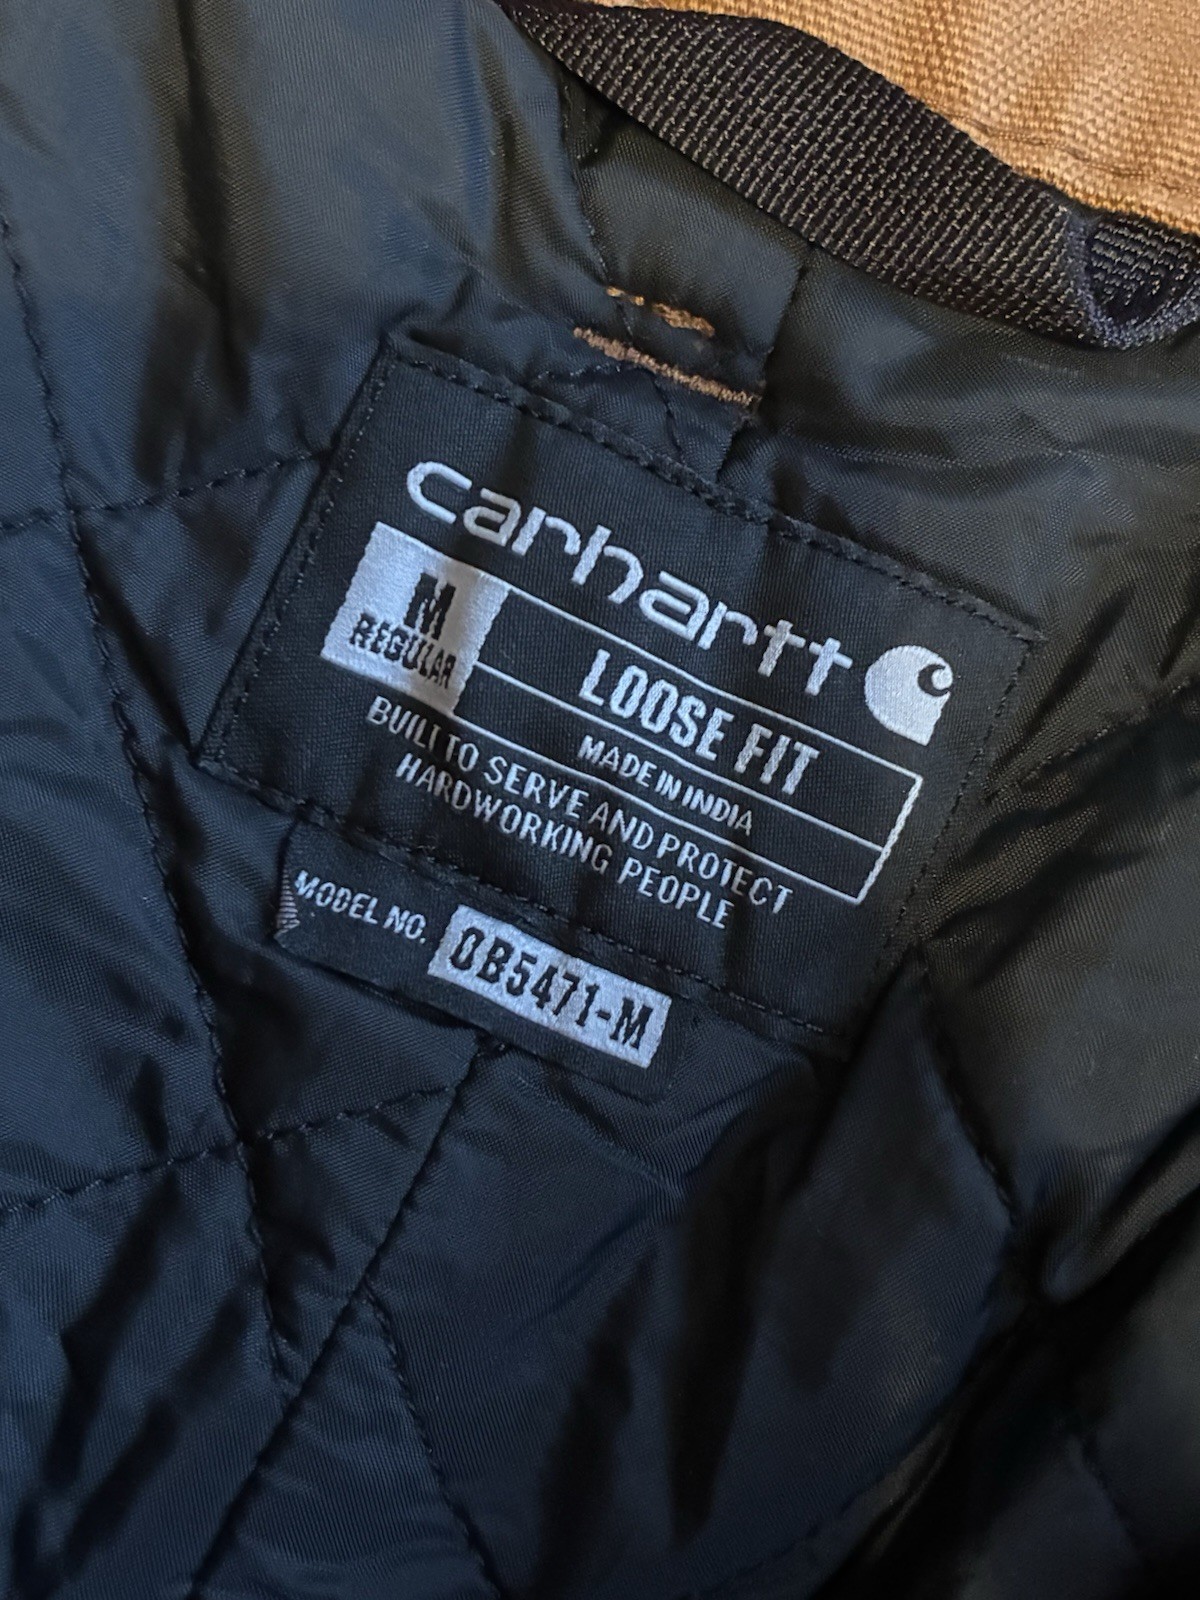 carhartt
M
REGULAR
LOOSE FIT
MADE IN INDIA
BUILT TO SERVE AND PROTECT
HARDWORKING PEOPLE
MODEL NO. OB5471-M